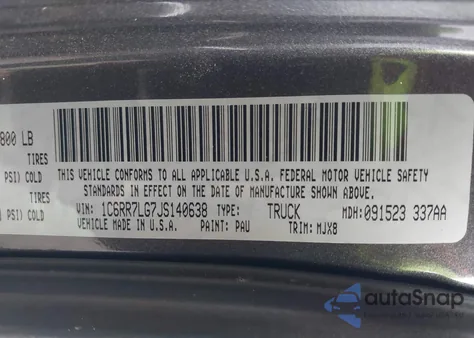 800 LB
TIRES
PSI) COLD
TIRES
PSI) COLD
THIS VEHICLE CONFORMS TO ALL APPLICABLE U.S.A. FEDERAL MOTOR VEHICLE SAFETY
STANDARDS IN EFFECT ON THE DATE OF MANUFACTURE SHOWN ABOVE.
VIN: 1C6RR7LG7JS140638 TYPE: TRUCK MDH: 091523 337AA
VEHICLE MADE IN U.S.A. PAINT: PAU TRIM: MJX8
autoSnap